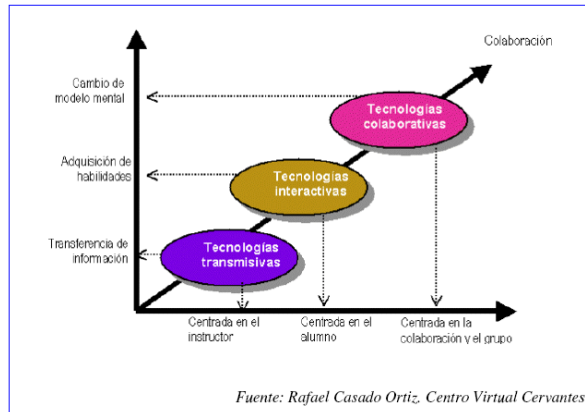 Colaboración
Cambio de
modelo mental
Tecnologías
colaborativas
Adquisición de
habilidades
Tecnologías
interactivas
Transferencia de
información
Tecnologías
transmisivas
Centrada en el
instructor
Centrada en el
alumno
Centrada en la
colaboración y el grupo
Fuente: Rafael Casado Ortiz. Centro Virtual Cervantes